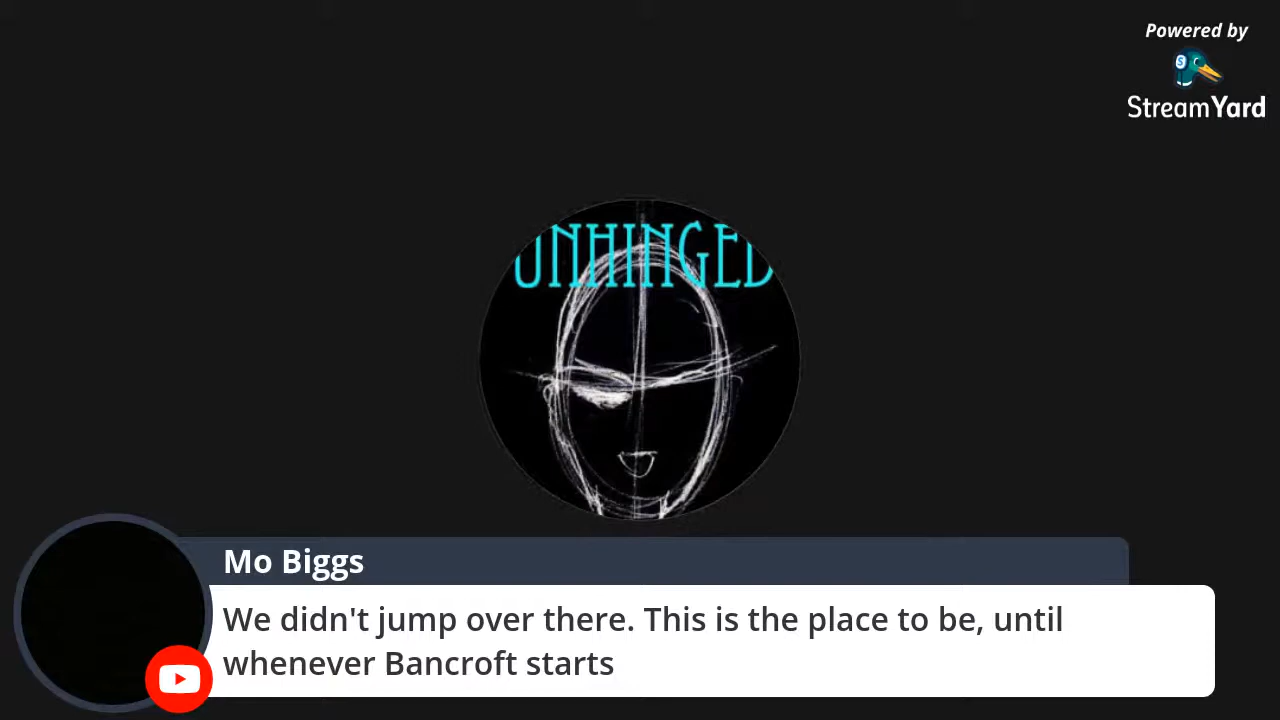 Powered by
StreamYard
UNHINGED
Mo Biggs
We didn't jump over there. This is the place to be, until
whenever Bancroft starts